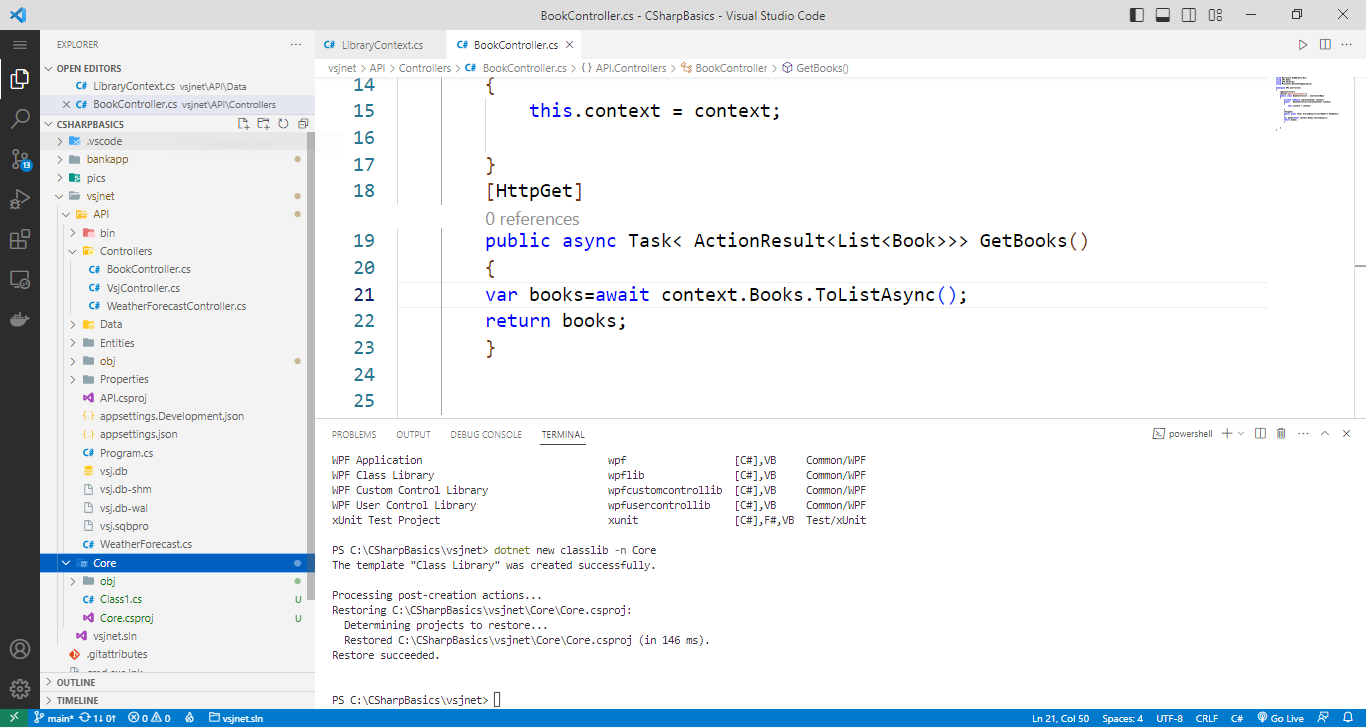 BookController.cs - CSharpBasics - Visual Studio Code
EXPLORER
OPEN EDITORS
C# LibraryContext.cs vsjnet\API\Data
C# BookController.cs vsjnet\API\Controllers
CSHARPBASICS
.vscode
bankapp
pics
vsjnet
API
bin
Controllers
C# BookController.cs
C# VsjController.cs
C# WeatherForecastController.cs
Data
Entities
obj
Properties
API.csproj
{..} appsettings.Development.json
{..} appsettings.json
C# Program.cs
vsj.db
vsj.db-shm
vsj.db-wal
vsj.sqbpro
C# WeatherForecast.cs
Core
obj
C# Class1.cs U
Core.csproj U
vsjnet.sln
.gitattributes
OUTLINE
TIMELINE
13
C# LibraryContext.cs
C# BookController.cs
vsjnet > API > Controllers > C# BookController.cs > {} API.Controllers > BookController > GetBooks()
14 {
15 this.context = context;
16
17 }
18 [HttpGet]
0 references
19 public async Task< ActionResult<List<Book>>> GetBooks()
20 {
21 var books=await context.Books.ToListAsync();
22 return books;
23 }
24
25
PROBLEMS OUTPUT DEBUG CONSOLE TERMINAL
powershell
WPF Application wpf [C#],VB Common/WPF
WPF Class Library wpflib [C#],VB Common/WPF
WPF Custom Control Library wpfcustomcontrollib [C#],VB Common/WPF
WPF User Control Library wpfusercontrollib [C#],VB Common/WPF
xUnit Test Project xunit [C#],F#,VB Test/xUnit
PS C:\CSharpBasics\vsjnet> dotnet new classlib -n Core
The template "Class Library" was created successfully.
Processing post-creation actions...
Restoring C:\CSharpBasics\vsjnet\Core\Core.csproj:
Determining projects to restore...
Restored C:\CSharpBasics\vsjnet\Core\Core.csproj (in 146 ms).
Restore succeeded.
PS C:\CSharpBasics\vsjnet>
main* 1↓ 0↑ 0 0 vsjnet.sln
Ln 21, Col 50 Spaces: 4 UTF-8 CRLF C# Go Live